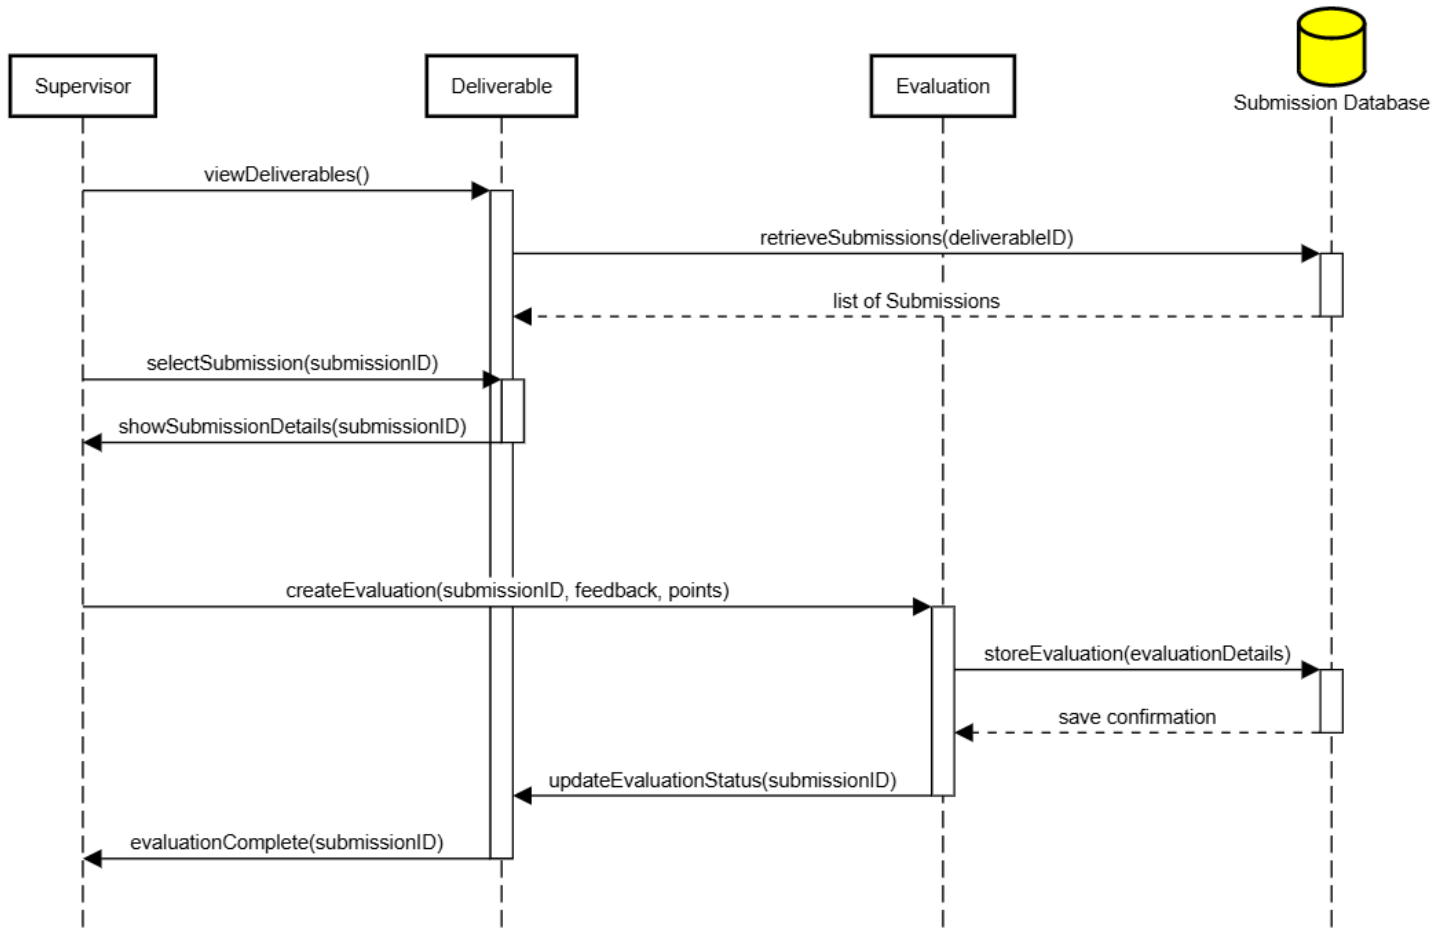 Supervisor
Deliverable
Evaluation
Submission Database
viewDeliverables()
retrieveSubmissions(deliverableID)
list of Submissions
selectSubmission(submissionID)
showSubmissionDetails(submissionID)
createEvaluation(submissionID, feedback, points)
storeEvaluation(evaluationDetails)
save confirmation
updateEvaluationStatus(submissionID)
evaluationComplete(submissionID)